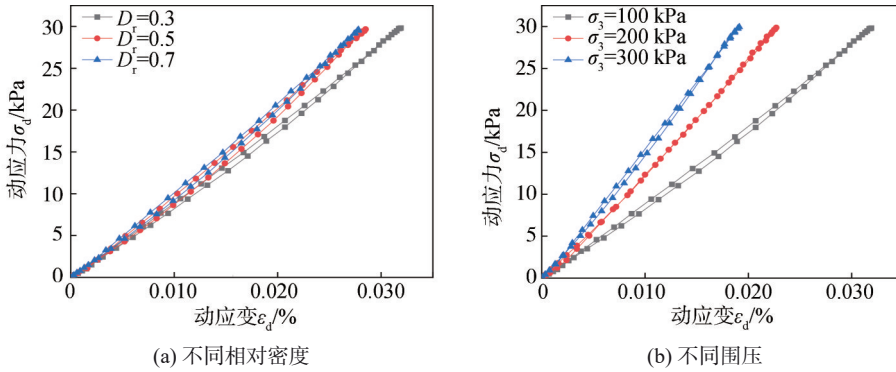 D_r=0.3
D_r=0.5
D_r=0.7
30
25
20
15
10
5
0
动应力σ_d/kPa
0
0.010
0.020
0.030
动应变ε_d/%
(a) 不同相对密度
σ_3=100 kPa
σ_3=200 kPa
σ_3=300 kPa
30
25
20
15
10
5
0
动应力σ_d/kPa
0
0.010
0.020
0.030
动应变ε_d/%
(b) 不同围压